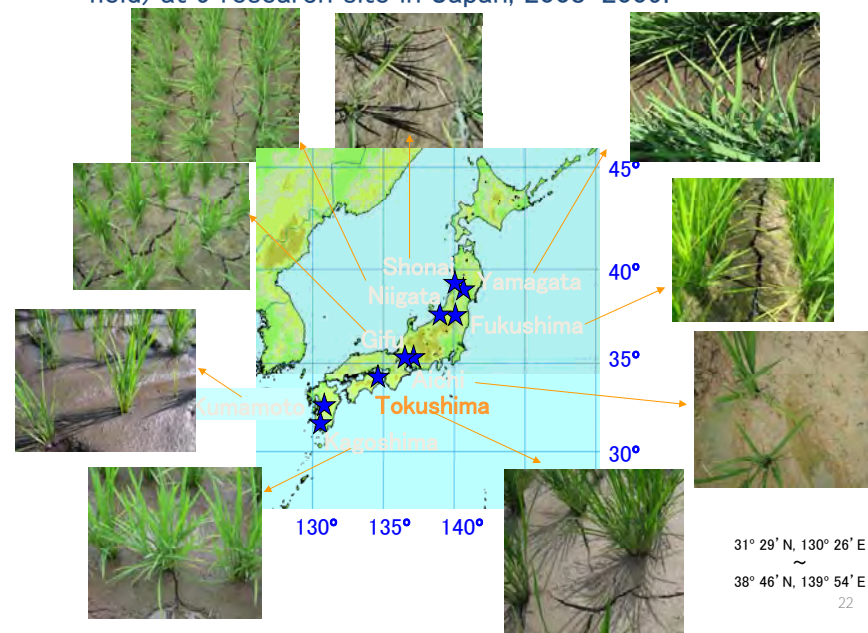 45°
40°
Shonai
Yamagata
Niigata
Fukushima
Gifu
35°
Aichi
Kumamoto
Tokushima
Kagoshima
30°
130° 135° 140°
31° 29’ N, 130° 26’ E
~
38° 46’ N, 139° 54’ E
22